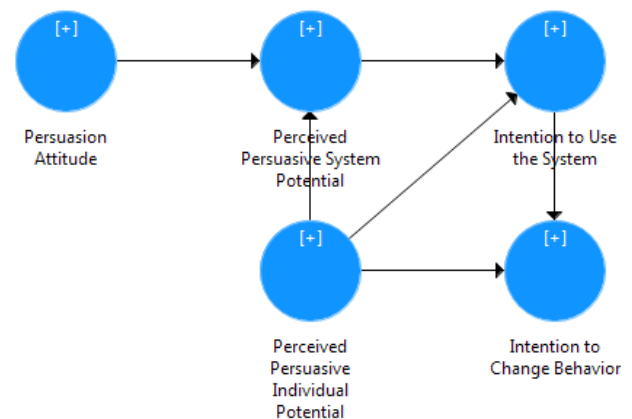 [+]
[+]
[+]
Persuasion
Attitude
Perceived
Persuasive System
Potential
Intention to Use
the System
[+]
[+]
Perceived
Persuasive
Individual
Potential
Intention to
Change Behavior